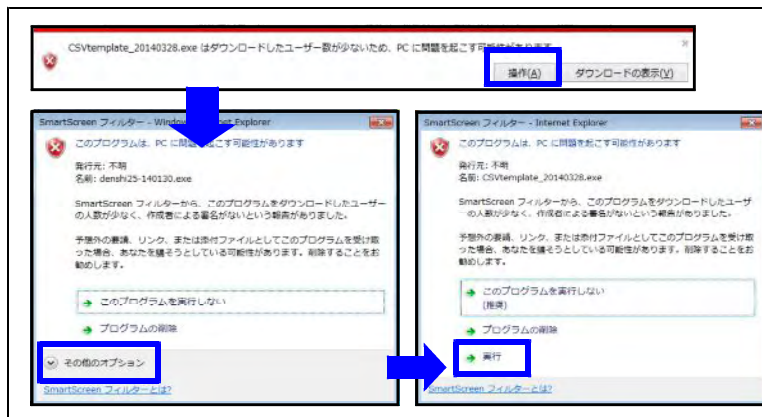 CSVtemplate_20140328.exe はダウンロードしたユーザー数が少ないため、PC に問題を起こす可能性があります
操作(A)
ダウンロードの表示(V)
SmartScreen フィルター - Internet Explorer
このプログラムは、PC に問題を起こす可能性があります
発行元: 不明
名前: denshi25-140130.exe
SmartScreen フィルターから、このプログラムをダウンロードしたユーザー
の人数が少なく、作成者による署名がないという報告がありました。
予想外の要請、リンク、または添付ファイルとしてこのプログラムを受け取
った場合、あなたを騙そうとしている可能性があります。削除することをお
勧めします。
このプログラムを実行しない
プログラムの削除
その他のオプション
SmartScreen フィルターとは?
SmartScreen フィルター - Internet Explorer
このプログラムは、PC に問題を起こす可能性があります
発行元: 不明
名前: CSVtemplate_20140328.exe
SmartScreen フィルターから、このプログラムをダウンロードしたユーザ
の人数が少なく、作成者による署名がないという報告がありました。
予想外の要請、リンク、または添付ファイルとしてこのプログラムを受け取
った場合、あなたを騙そうとしている可能性があります。削除することをお
勧めします。
このプログラムを実行しない
(推奨)
プログラムの削除
実行
SmartScreen フィルターとは?